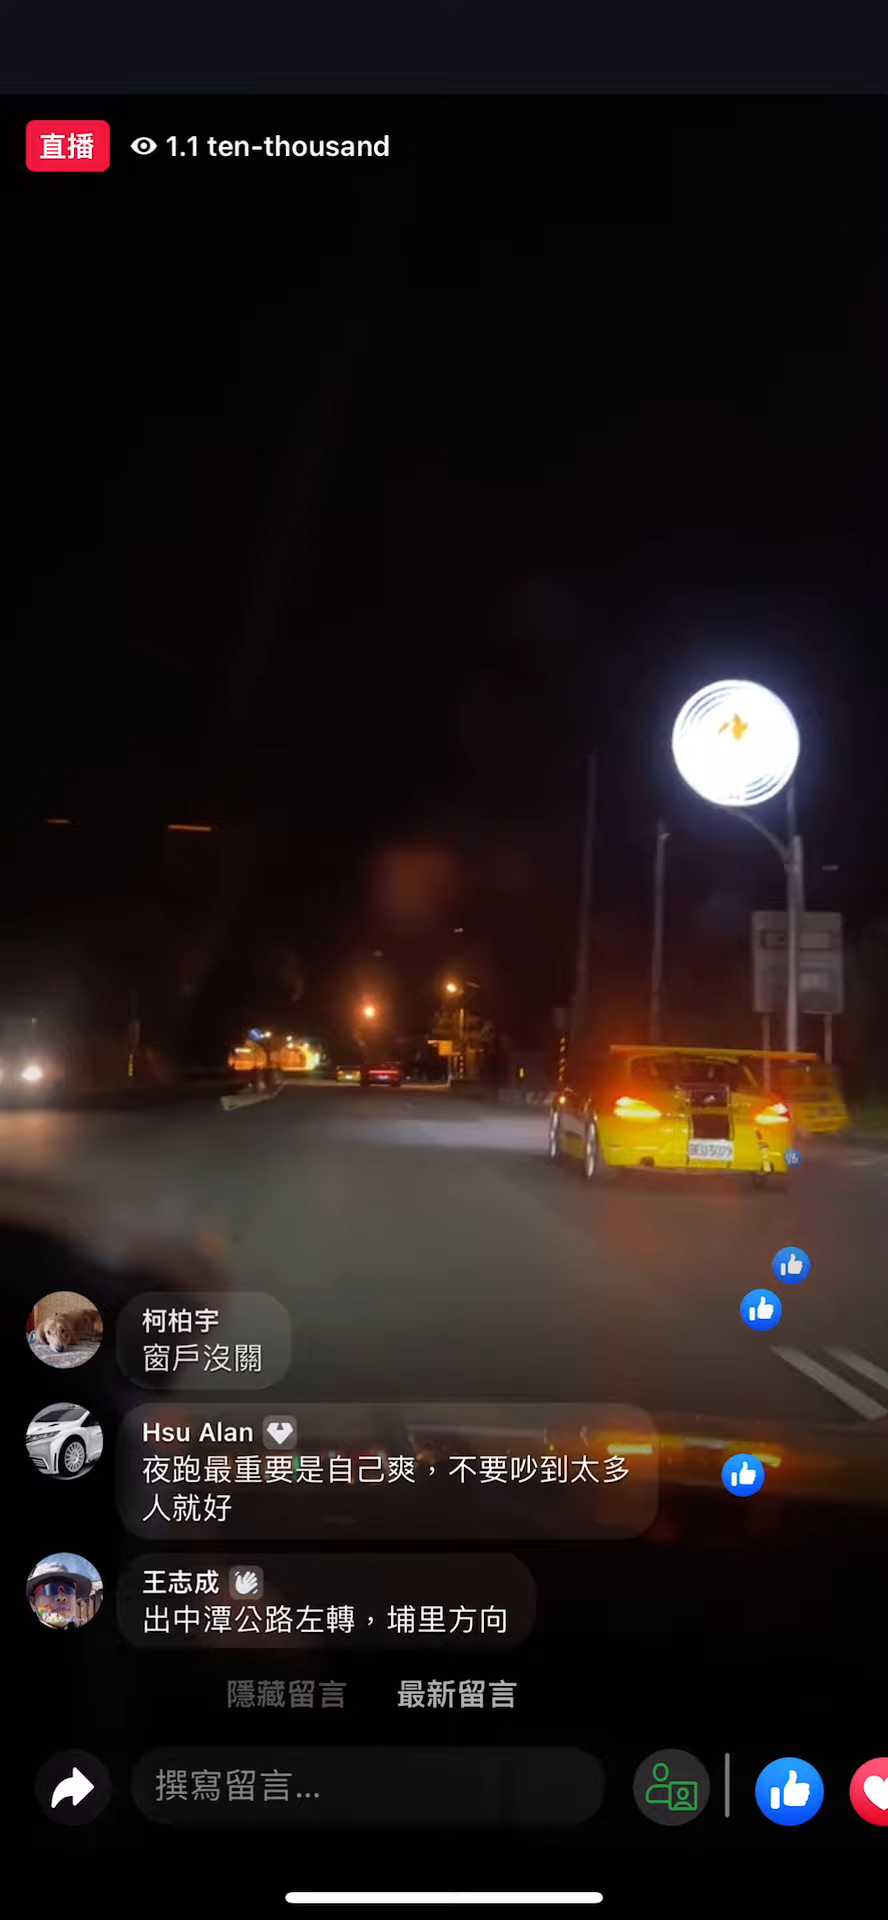 直播 1.1 ten-thousand
柯柏宇
窗戶沒關
Hsu Alan
夜跑最重要是自己爽，不要吵到太多
人就好
王志成
出中潭公路左轉，埔里方向
隱藏留言 最新留言
撰寫留言...